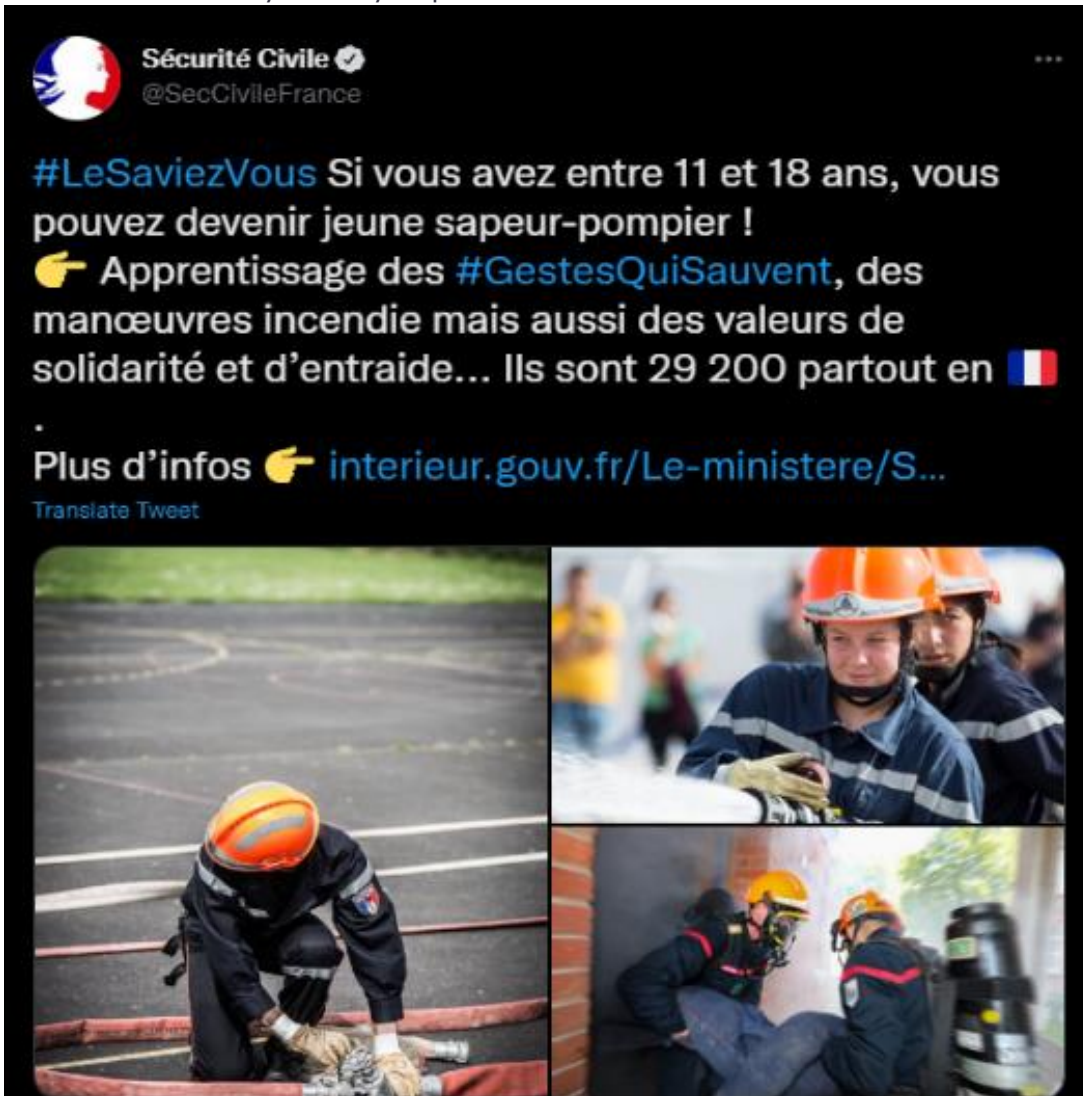 Sécurité Civile
@SecCivileFrance
#LeSaviezVous Si vous avez entre 11 et 18 ans, vous
pouvez devenir jeune sapeur-pompier !
👉 Apprentissage des #GestesQuiSauvent, des
manœuvres incendie mais aussi des valeurs de
solidarité et d’entraide... Ils sont 29 200 partout en 🇫🇷
.
Plus d’infos 👉 interieur.gouv.fr/Le-ministere/S...
Translate Tweet